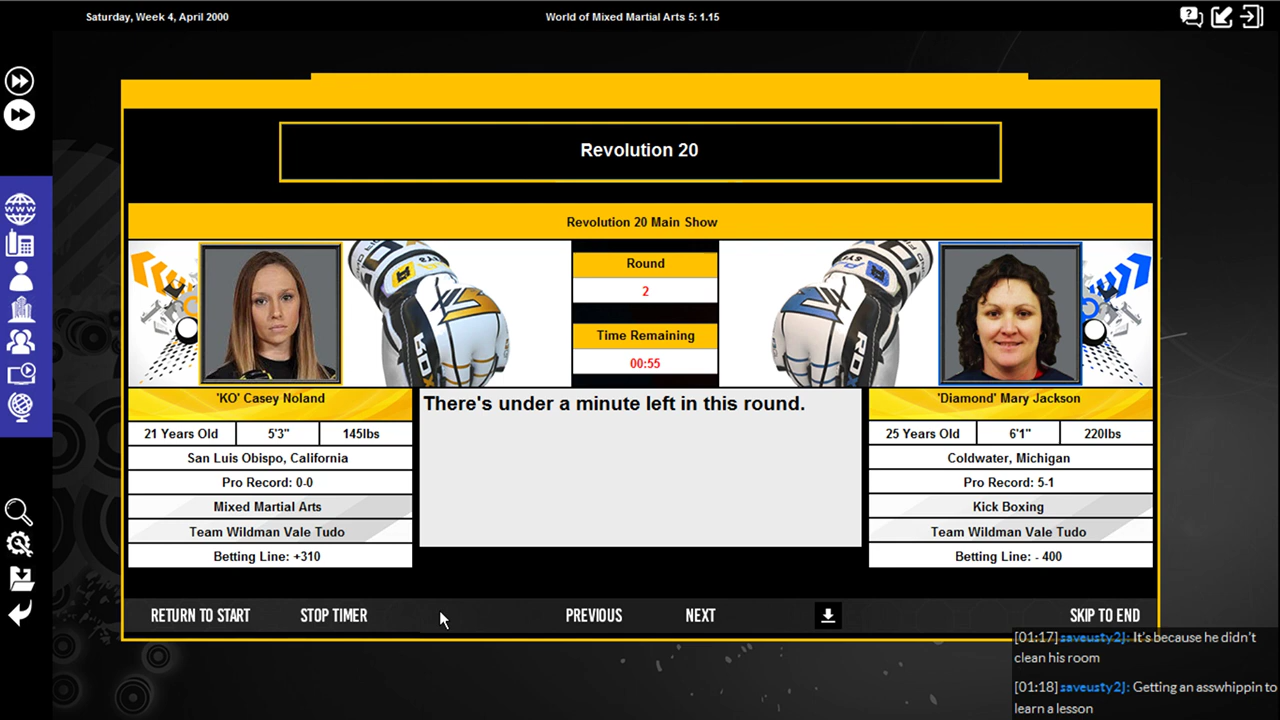 Saturday, Week 4, April 2000
World of Mixed Martial Arts 5: 1.15
Revolution 20
Revolution 20 Main Show
Round
2
Time Remaining
00:55
'KO' Casey Noland
There's under a minute left in this round.
'Diamond' Mary Jackson
21 Years Old
5'3"
145lbs
25 Years Old
6'1"
220lbs
San Luis Obispo, California
Coldwater, Michigan
Pro Record: 0-0
Pro Record: 5-1
Mixed Martial Arts
Kick Boxing
Team Wildman Vale Tudo
Team Wildman Vale Tudo
Betting Line: +310
Betting Line: - 400
RETURN TO START
STOP TIMER
PREVIOUS
NEXT
SKIP TO END
[01:17] saveusty2J: It's because he didn't
clean his room
[01:18] saveusty2J: Getting an asswhippin to
learn a lesson